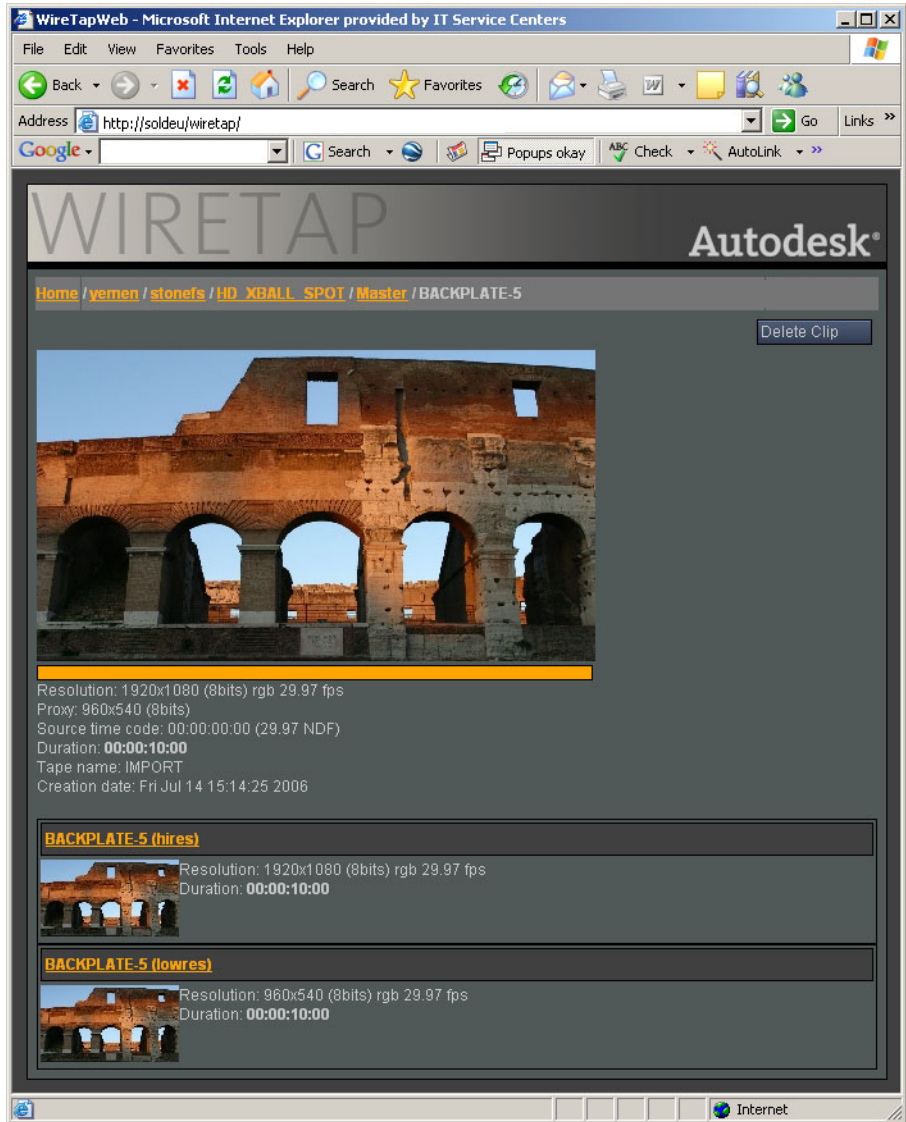 WireTapWeb - Microsoft Internet Explorer provided by IT Service Centers
File Edit View Favorites Tools Help
Back Search Favorites
Address http://soldeu/wiretap/ Go Links »
Google Search Popups okay ABC Check AutoLink »
WIRETAP
Autodesk®
Home / yemen / stonefs / HD_XBALL_SPOT / Master / BACKPLATE-5
Delete Clip
Resolution: 1920x1080 (8bits) rgb 29.97 fps
Proxy: 960x540 (8bits)
Source time code: 00:00:00:00 (29.97 NDF)
Duration: 00:00:10:00
Tape name: IMPORT
Creation date: Fri Jul 14 15:14:25 2006
BACKPLATE-5 (hires)
Resolution: 1920x1080 (8bits) rgb 29.97 fps
Duration: 00:00:10:00
BACKPLATE-5 (lowres)
Resolution: 960x540 (8bits) rgb 29.97 fps
Duration: 00:00:10:00
Internet